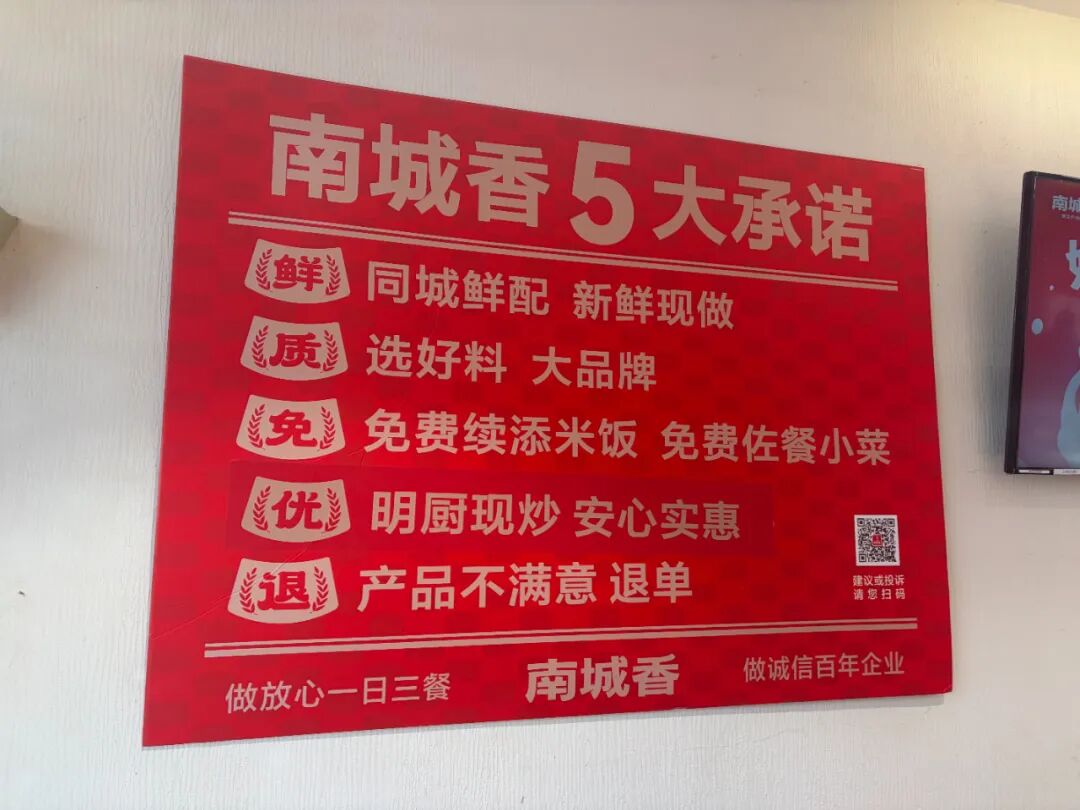 南城香5大承诺
鲜 同城鲜配 新鲜现做
质 选好料 大品牌
免 免费续添米饭 免费佐餐小菜
优 明厨现炒 安心实惠
退 产品不满意 退单
建议或投诉
请您扫码
做放心一日三餐 南城香 做诚信百年企业
南城